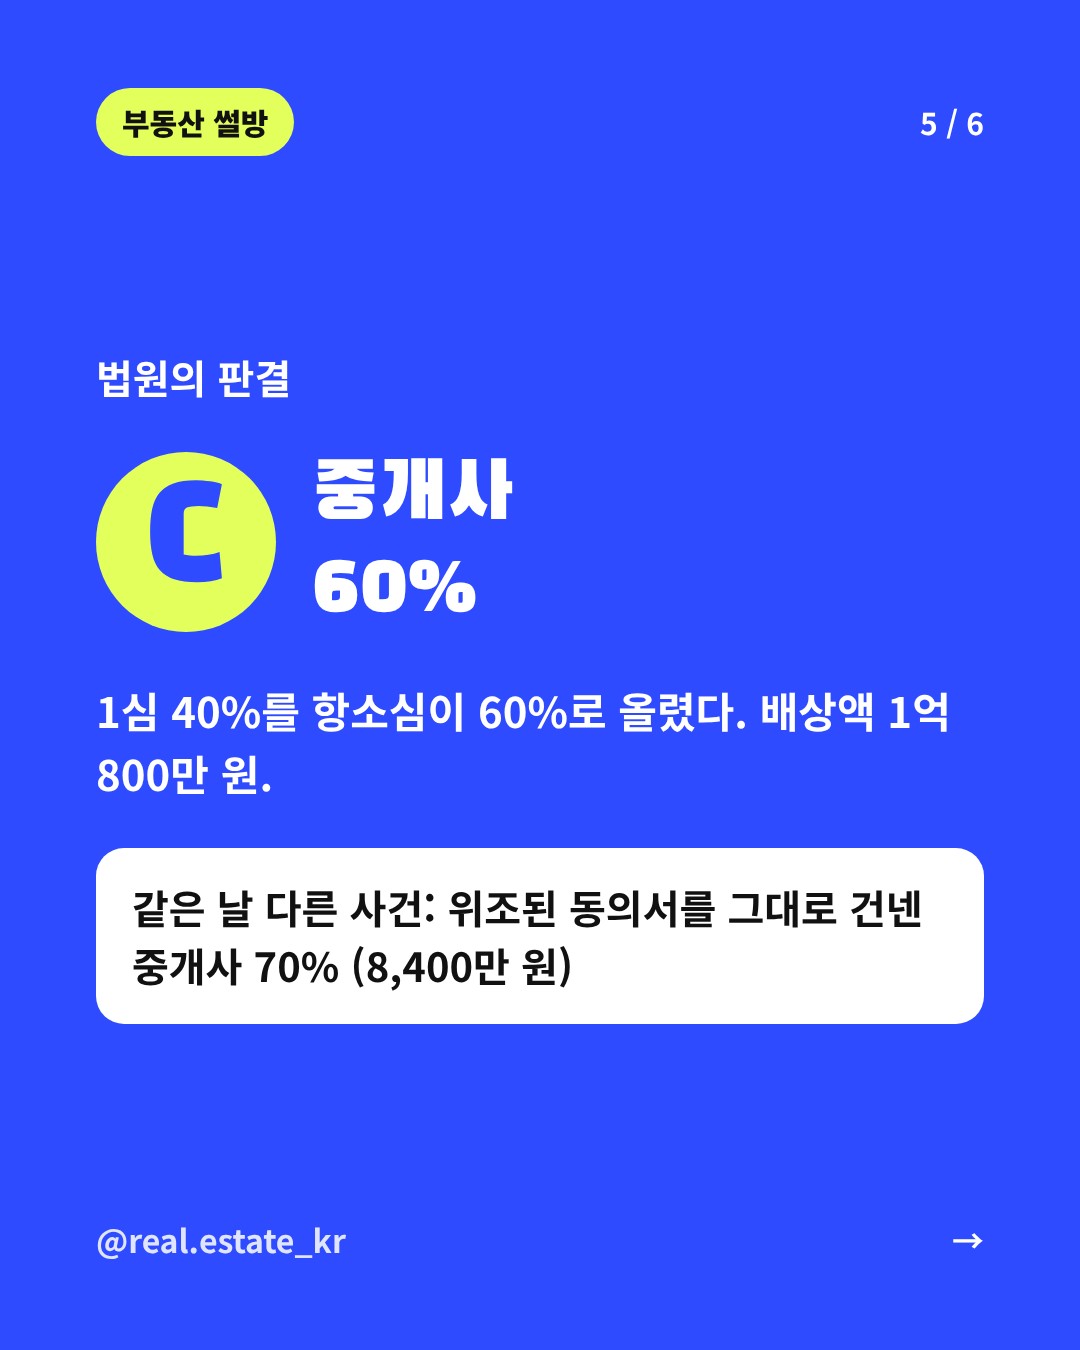 부동산 썰방
5 / 6
법원의 판결
C
중개사
60%
1심 40%를 항소심이 60%로 올렸다. 배상액 1억
800만 원.
같은 날 다른 사건: 위조된 동의서를 그대로 건넨
중개사 70% (8,400만 원)
@real.estate_kr
→